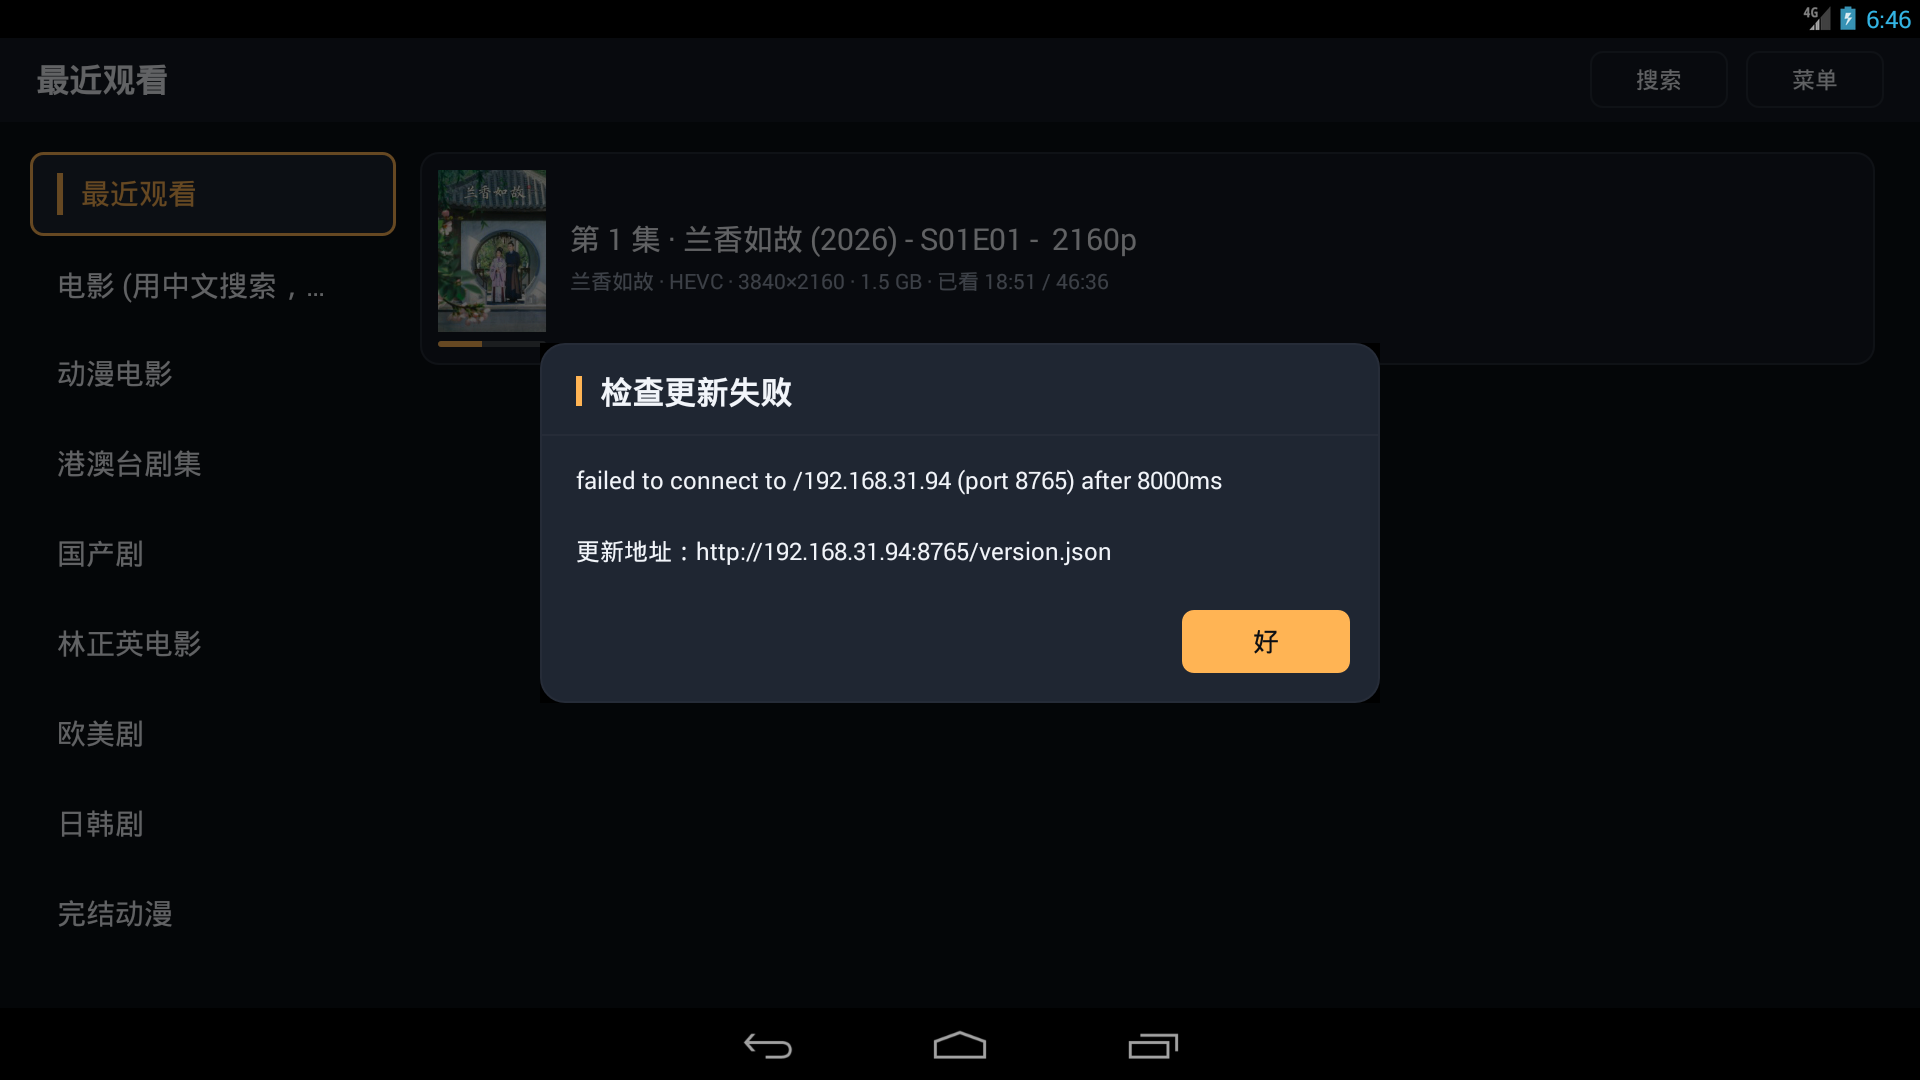 4G 6:46
最近观看
搜索
菜单
最近观看
电影 (用中文搜索，...
动漫电影
港澳台剧集
国产剧
林正英电影
欧美剧
日韩剧
完结动漫
兰香如故
第 1 集 · 兰香如故 (2026) - S01E01 - 2160p
兰香如故 · HEVC · 3840×2160 · 1.5 GB · 已看 18:51 / 46:36
检查更新失败
failed to connect to /192.168.31.94 (port 8765) after 8000ms
更新地址：http://192.168.31.94:8765/version.json
好